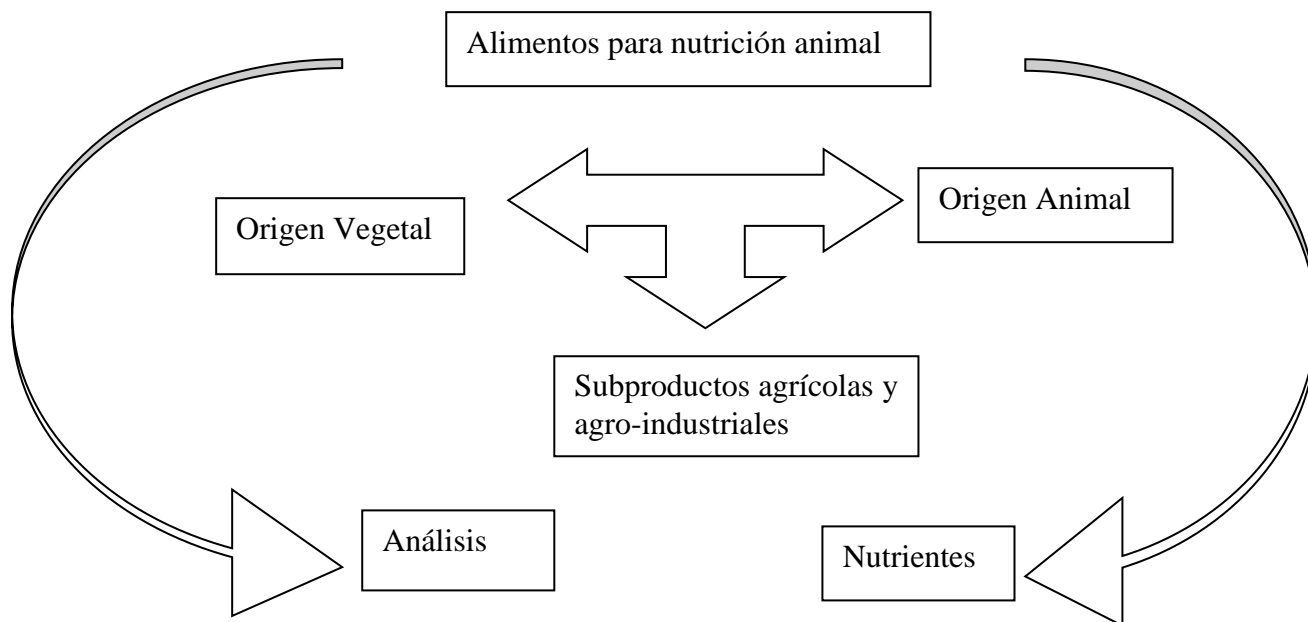 Alimentos para nutrición animal
Origen Vegetal
Origen Animal
Subproductos agrícolas y
agro-industriales
Análisis
Nutrientes